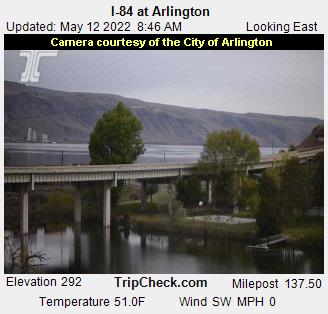 I-84 at Arlington
Updated: May 12 2022 8:46 AM Looking East
Camera courtesy of the City of Arlington
Elevation 292 TripCheck.com Milepost 137.50
Temperature 51.0F Wind SW MPH 0